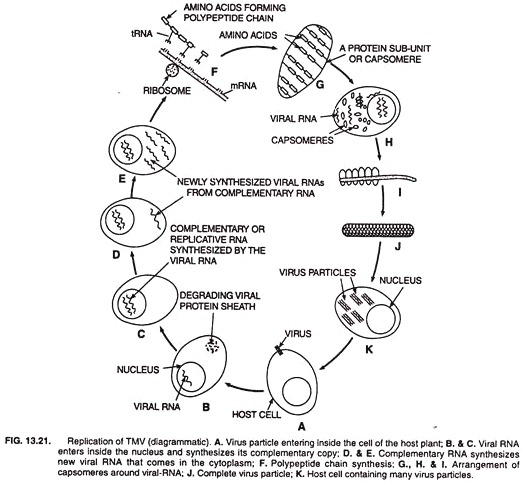 AMINO ACIDS FORMING
POLYPEPTIDE CHAIN
tRNA
AMINO ACIDS
A PROTEIN SUB-UNIT
OR CAPSOMERE
F
G
mRNA
RIBOSOME
VIRAL RNA
CAPSOMERES
H
E
I
NEWLY SYNTHESIZED VIRAL RNAs
FROM COMPLEMENTARY RNA
D
COMPLEMENTARY OR
REPLICATIVE RNA
SYNTHESIZED BY THE
VIRAL RNA
J
VIRUS PARTICLES
NUCLEUS
DEGRADING VIRAL
PROTEIN SHEATH
C
K
VIRUS
NUCLEUS
VIRAL RNA
B
HOST CELL
A
FIG. 13.21. Replication of TMV (diagrammatic). A. Virus particle entering inside the cell of the host plant; B. & C. Viral RNA
enters inside the nucleus and synthesizes its complementary copy; D. & E. Complementary RNA synthesizes
new viral RNA that comes in the cytoplasm; F. Polypeptide chain synthesis; G., H. & I. Arrangement of
capsomeres around viral-RNA; J. Complete virus particle; K. Host cell containing many virus particles.